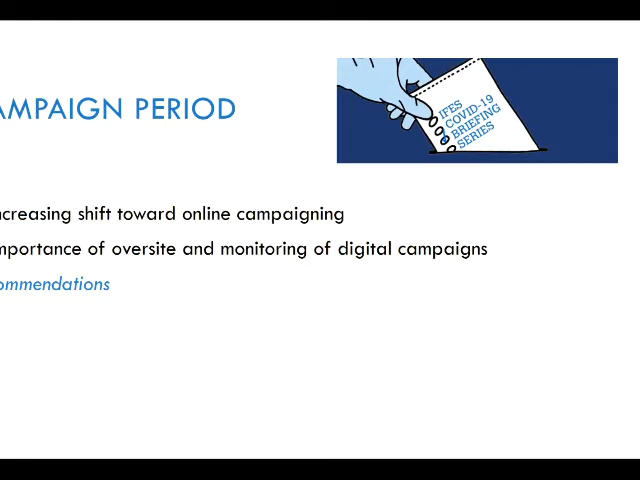 AMPAIGN PERIOD
IFES
COVID-19
BRIEFING
SERIES
ncreasing shift toward online campaigning
mportance of oversite and monitoring of digital campaigns
ommendations